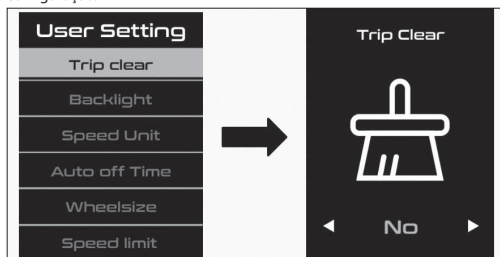 User Setting
Trip clear
Backlight
Speed Unit
Auto off Time
Wheelsize
Speed limit
Trip Clear
No